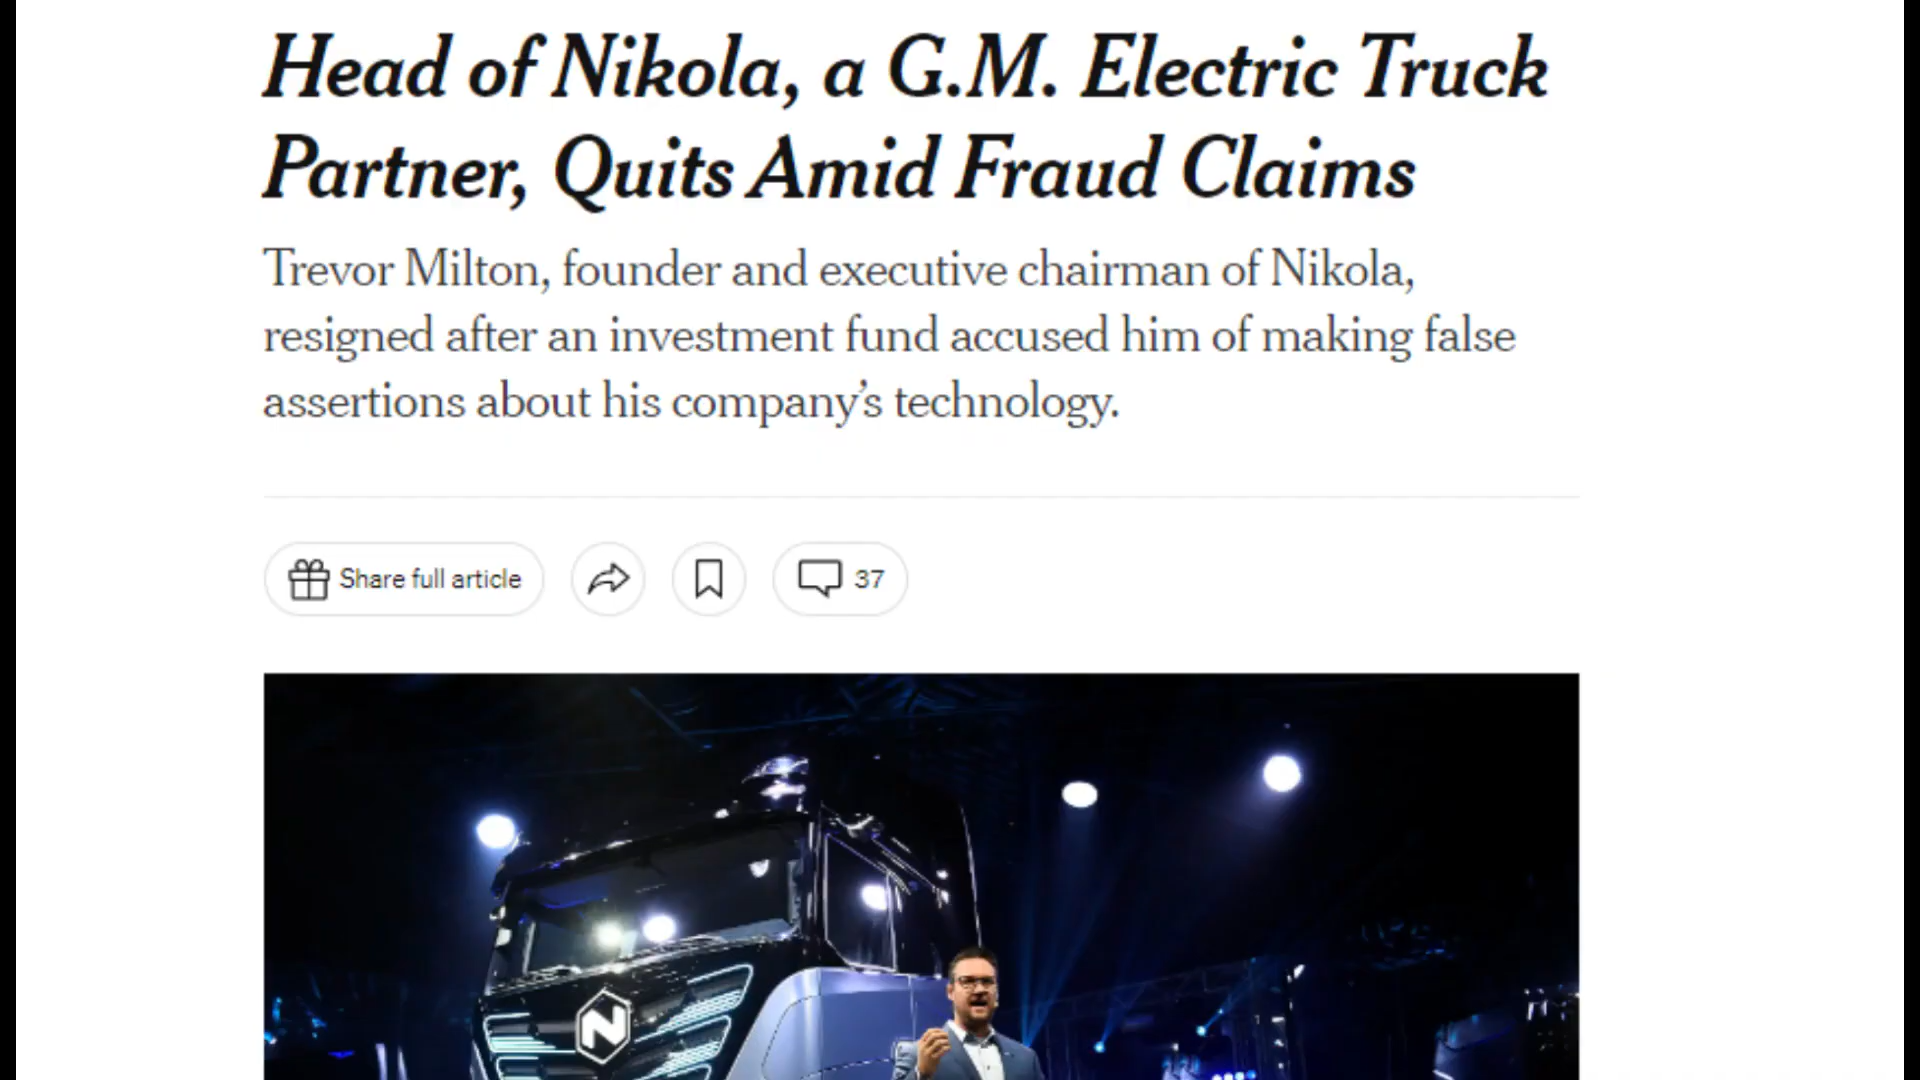 Head of Nikola, a G.M. Electric Truck
Partner, Quits Amid Fraud Claims
Trevor Milton, founder and executive chairman of Nikola,
resigned after an investment fund accused him of making false
assertions about his company’s technology.
Share full article
37
N